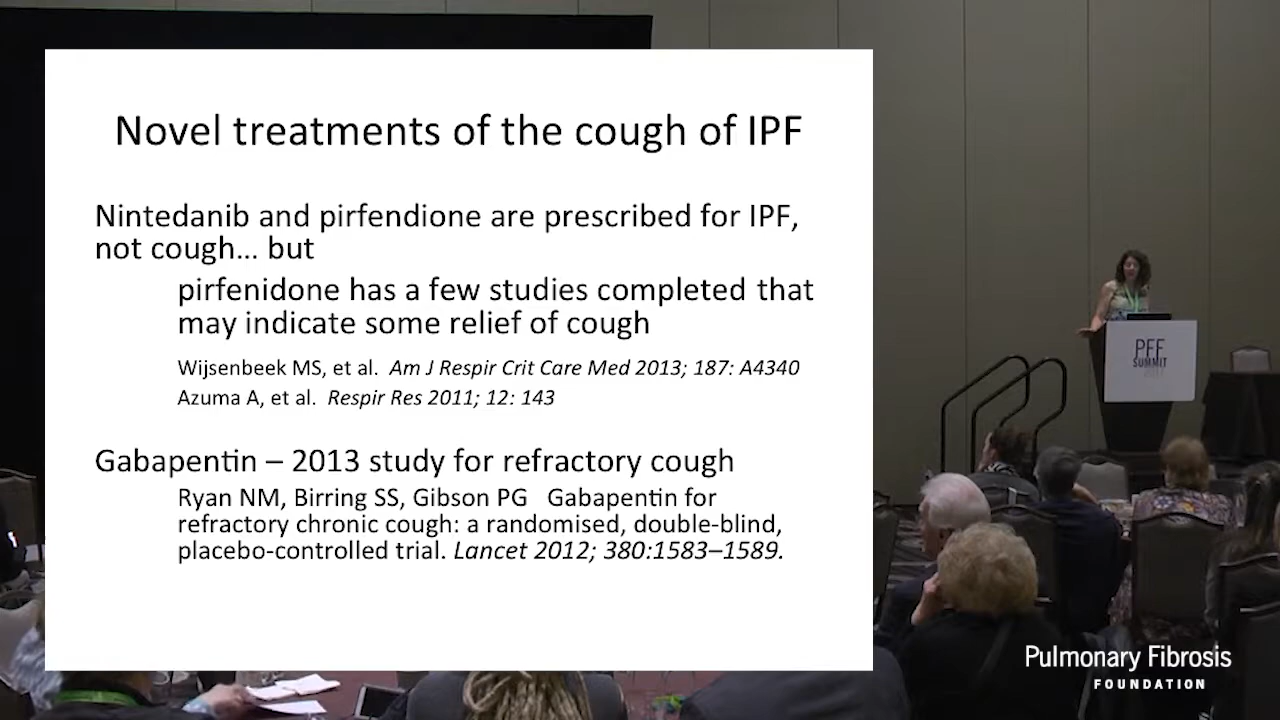 Novel treatments of the cough of IPF
Nintedanib and pirfendione are prescribed for IPF,
not cough... but
pirfenidone has a few studies completed that
may indicate some relief of cough
Wijsenbeek MS, et al. Am J Respir Crit Care Med 2013; 187: A4340
Azuma A, et al. Respir Res 2011; 12: 143
Gabapentin – 2013 study for refractory cough
Ryan NM, Birring SS, Gibson PG Gabapentin for
refractory chronic cough: a randomised, double-blind,
placebo-controlled trial. Lancet 2012; 380:1583–1589.
PFF
SUMMIT
Pulmonary Fibrosis
FOUNDATION